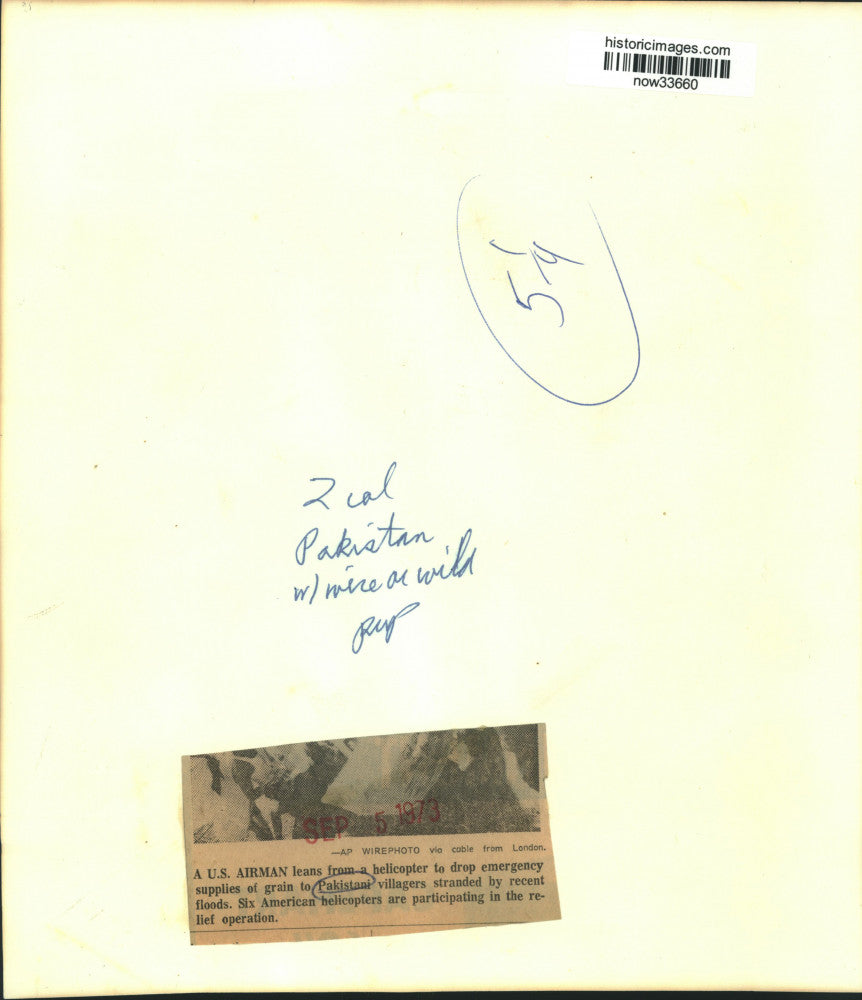 historicimages.com
now33660
2 col
Pakistan
w/ wire or wild
SEP 5 1973
—AP WIREPHOTO via cable from London.
A U.S. AIRMAN leans from a helicopter to drop emergency
supplies of grain to Pakistani villagers stranded by recent
floods. Six American helicopters are participating in the re-
lief operation.